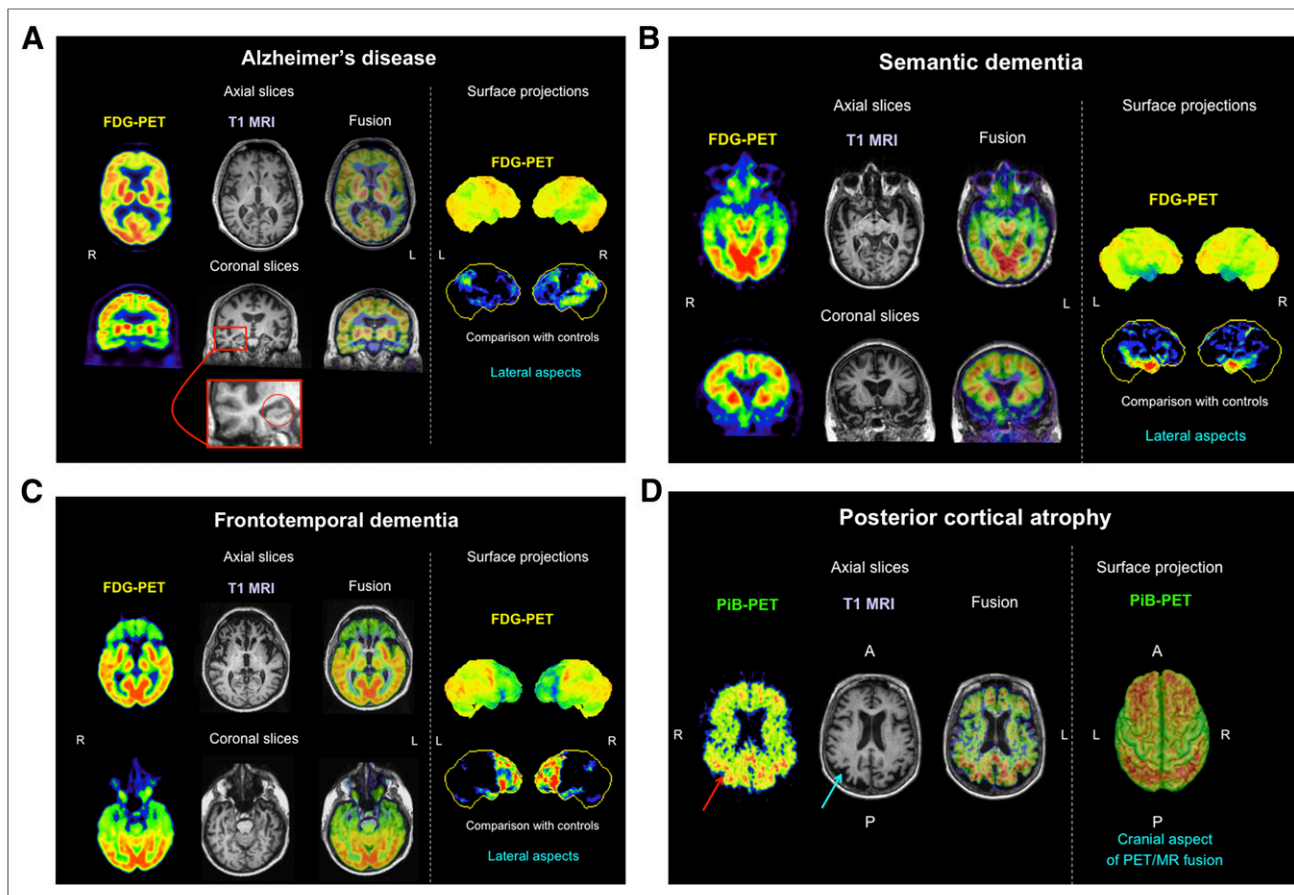 A
Alzheimer's disease
Axial slices
Surface projections
FDG-PET
T1 MRI
Fusion
FDG-PET
R
L
L
R
Coronal slices
Comparison with controls
Lateral aspects
B
Semantic dementia
Axial slices
Surface projections
FDG-PET
T1 MRI
Fusion
FDG-PET
R
L
L
R
Coronal slices
Comparison with controls
Lateral aspects
C
Frontotemporal dementia
Axial slices
Surface projections
FDG-PET
T1 MRI
Fusion
FDG-PET
R
L
L
R
Coronal slices
Comparison with controls
Lateral aspects
D
Posterior cortical atrophy
Axial slices
Surface projection
PiB-PET
T1 MRI
Fusion
PiB-PET
A
A
R
L
L
R
P
P
Cranial aspect
of PET/MR fusion